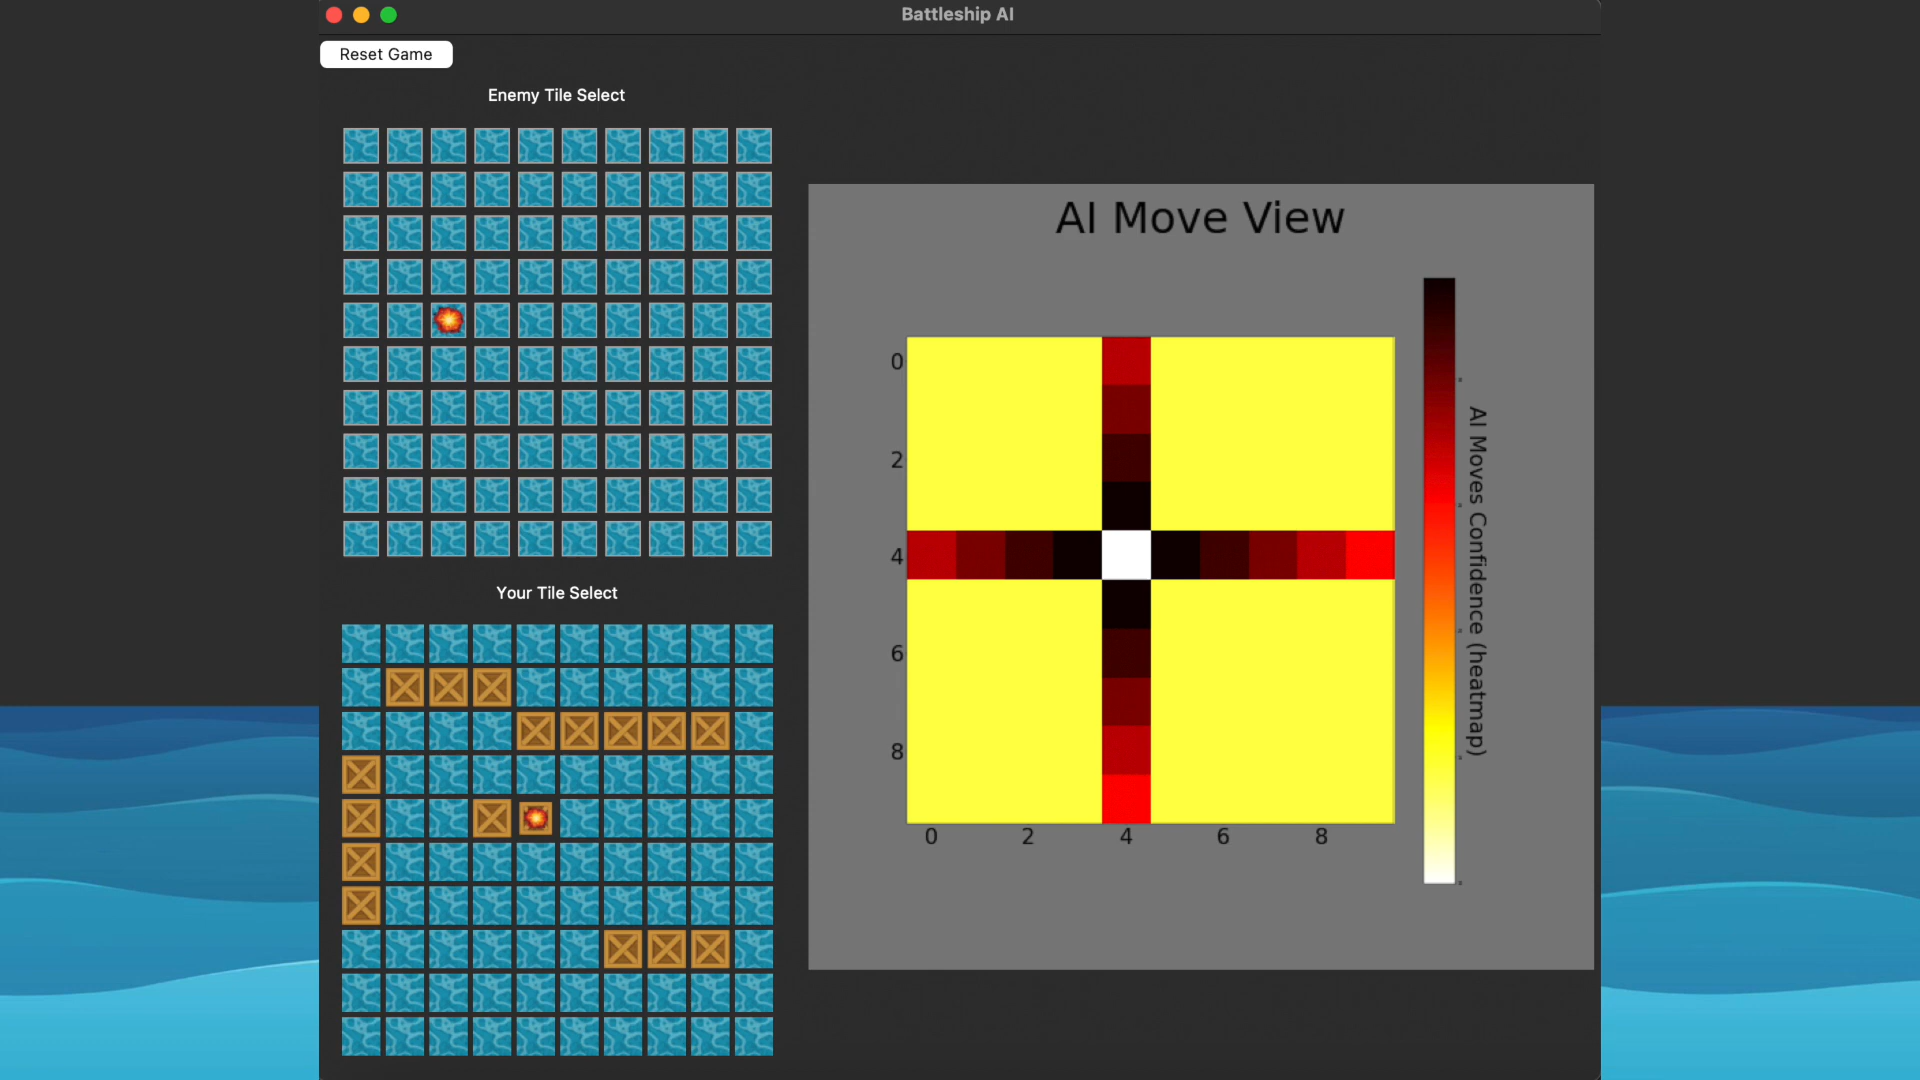 Battleship AI
Reset Game
Enemy Tile Select
AI Move View
0
2
4
6
8
0 2 4 6 8
AI Moves Confidence (heatmap)
Your Tile Select